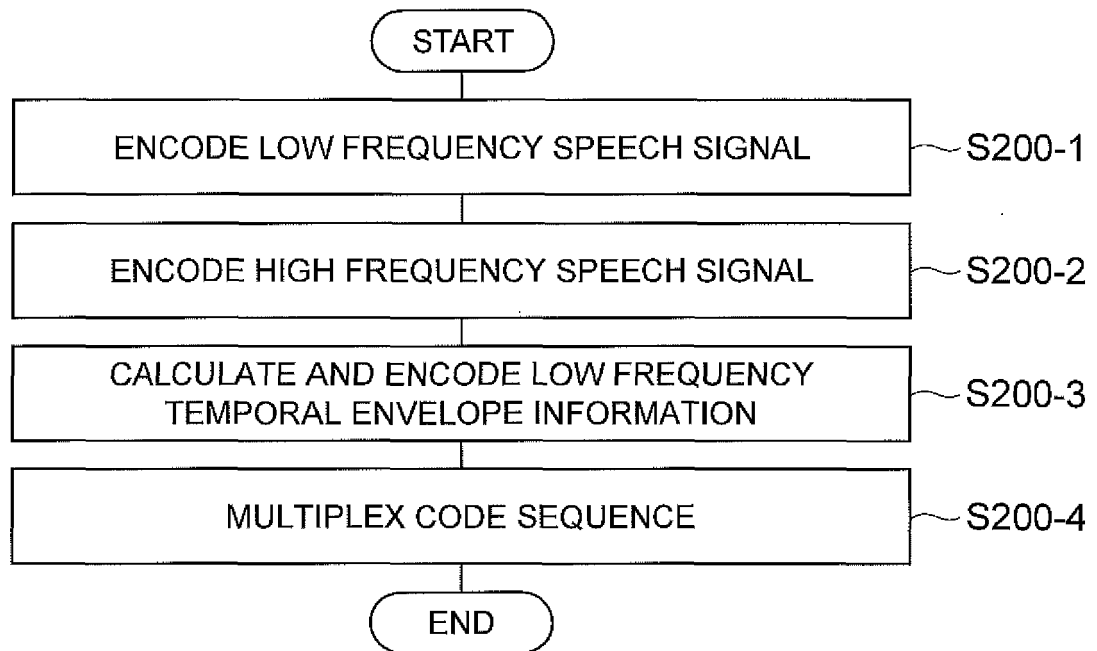 START
ENCODE LOW FREQUENCY SPEECH SIGNAL
S200-1
ENCODE HIGH FREQUENCY SPEECH SIGNAL
S200-2
CALCULATE AND ENCODE LOW FREQUENCY
TEMPORAL ENVELOPE INFORMATION
S200-3
MULTIPLEX CODE SEQUENCE
S200-4
END